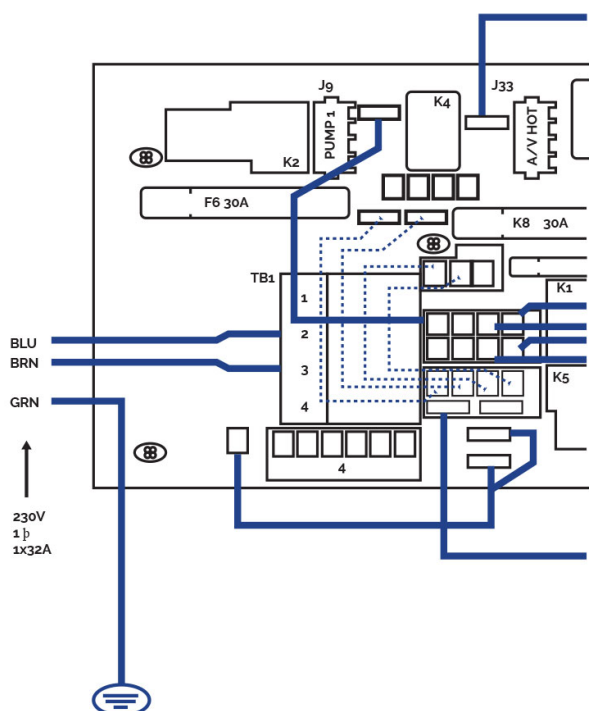 J9
J33
K4
PUMP 1
A/V HOT
K2
F6 30A
K8 30A
TB1
K1
1
2
3
4
K5
BLU
BRN
GRN
4
230V
1 þ
1x32A